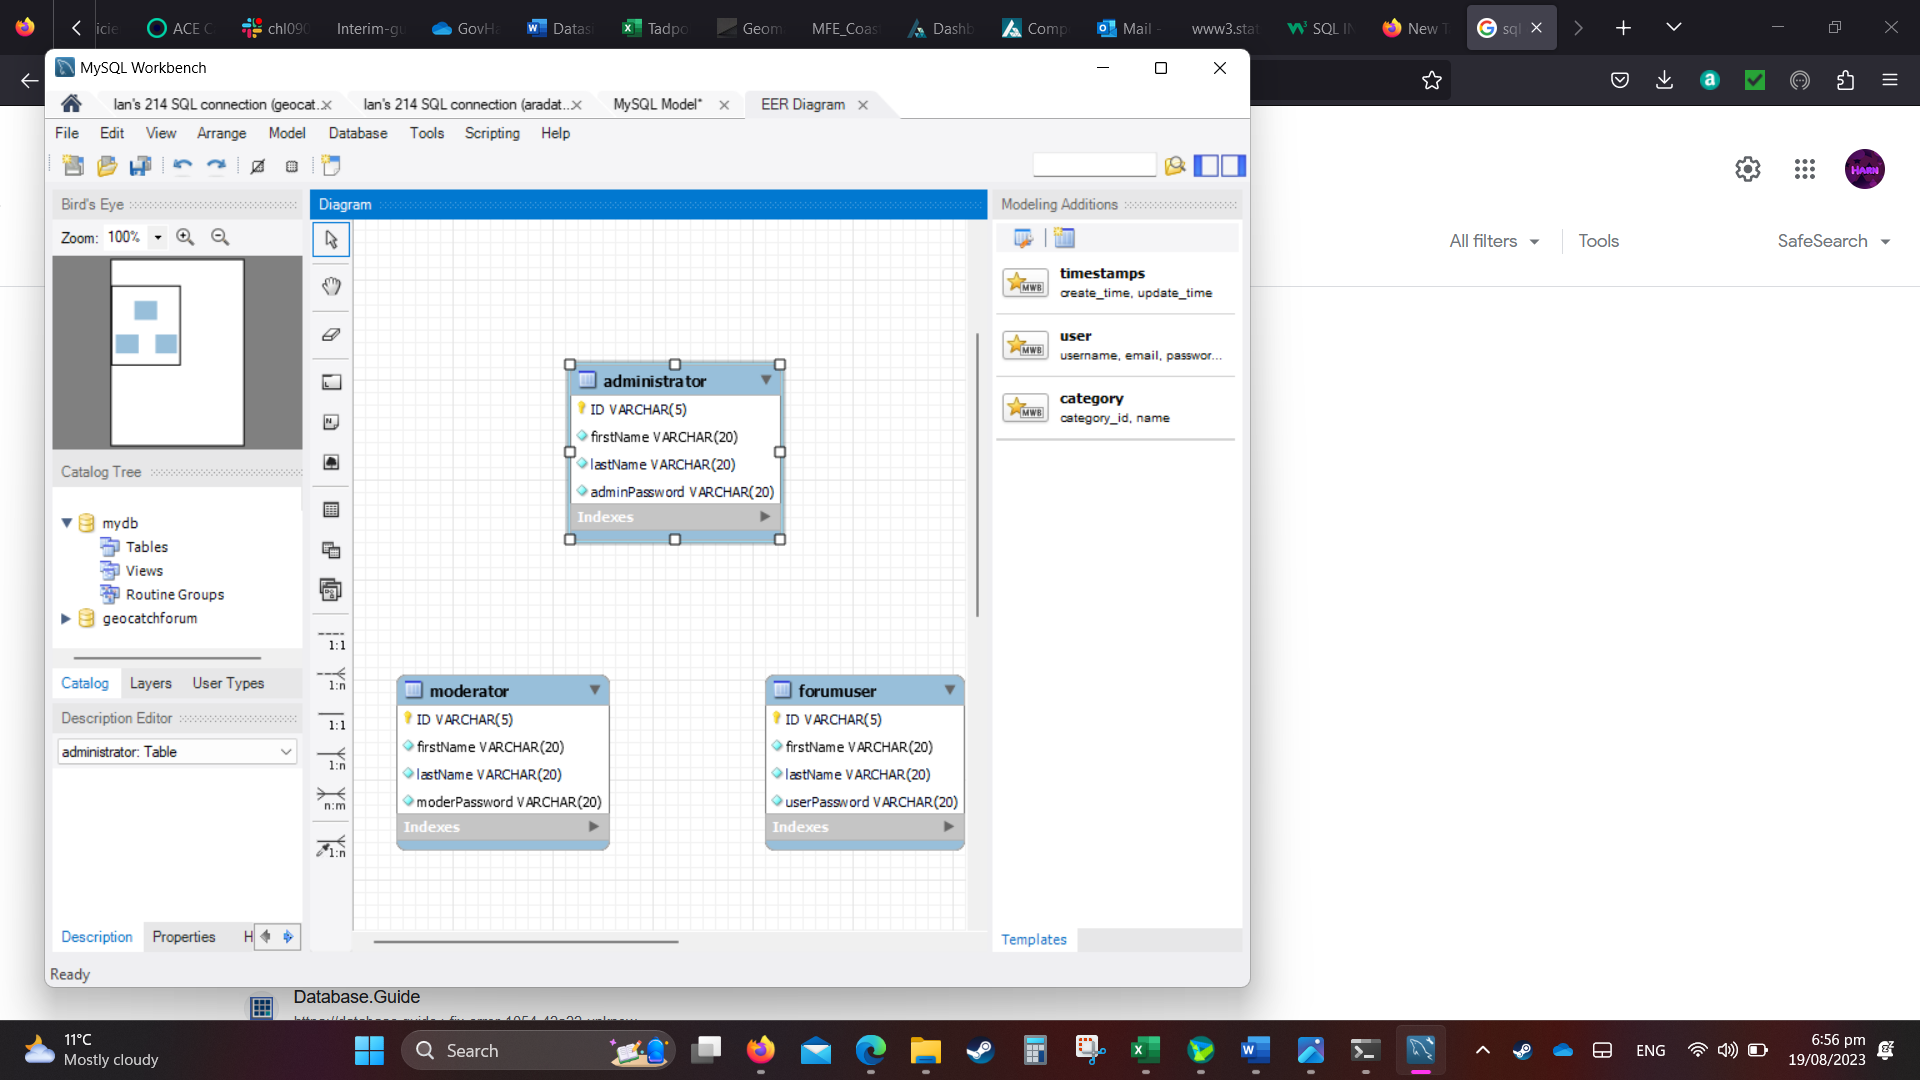 ACE
chl090
Interim-gu
GovHa
Datas
Tadpo
Geom
MFE_Coas
Dashb
Comp
Mail -
www3.stat
SQL IN
New T
sql
MySQL Workbench
Ian's 214 SQL connection (geocat...
Ian's 214 SQL connection (aradat...
MySQL Model*
EER Diagram
File Edit View Arrange Model Database Tools Scripting Help
Bird's Eye
Zoom: 100%
Catalog Tree
mydb
Tables
Views
Routine Groups
geocatchforum
Catalog Layers User Types
Description Editor
administrator: Table
Description Properties H
Ready
Diagram
1:1
1:n
1:1
1:n
n:m
1:n
administrator
ID VARCHAR(5)
firstName VARCHAR(20)
lastName VARCHAR(20)
adminPassword VARCHAR(20)
Indexes
moderator
ID VARCHAR(5)
firstName VARCHAR(20)
lastName VARCHAR(20)
moderPassword VARCHAR(20)
Indexes
forumuser
ID VARCHAR(5)
firstName VARCHAR(20)
lastName VARCHAR(20)
userPassword VARCHAR(20)
Indexes
Modeling Additions
MWB
timestamps
create_time, update_time
MWB
user
username, email, passwor...
MWB
category
category_id, name
Templates
HARN
All filters
Tools
SafeSearch
Database.Guide
11°C
Mostly cloudy
Search
ENG
6:56 pm
19/08/2023